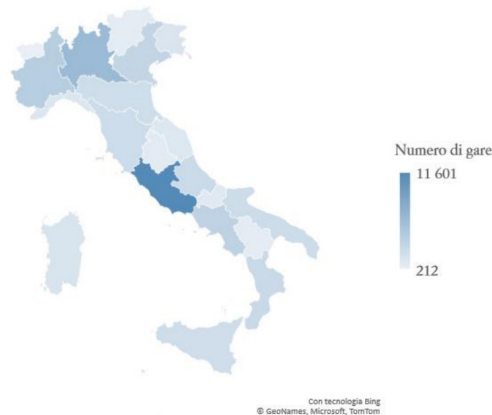 Numero di gare
11 601
212
Con tecnologia Bing
© GeoNames, Microsoft, TomTom